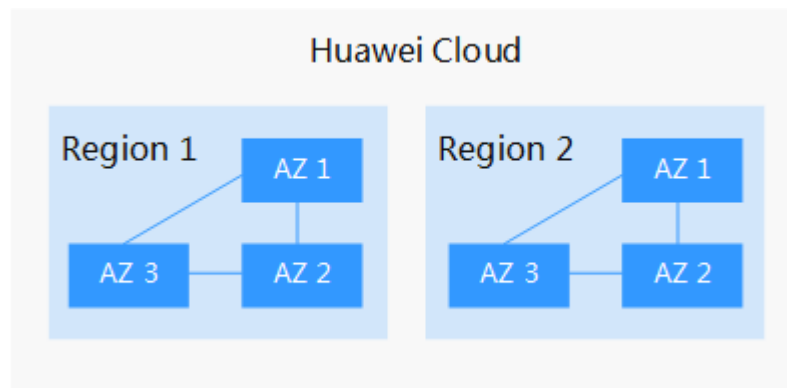 Huawei Cloud
Region 1
AZ 1
AZ 3
AZ 2
Region 2
AZ 1
AZ 3
AZ 2